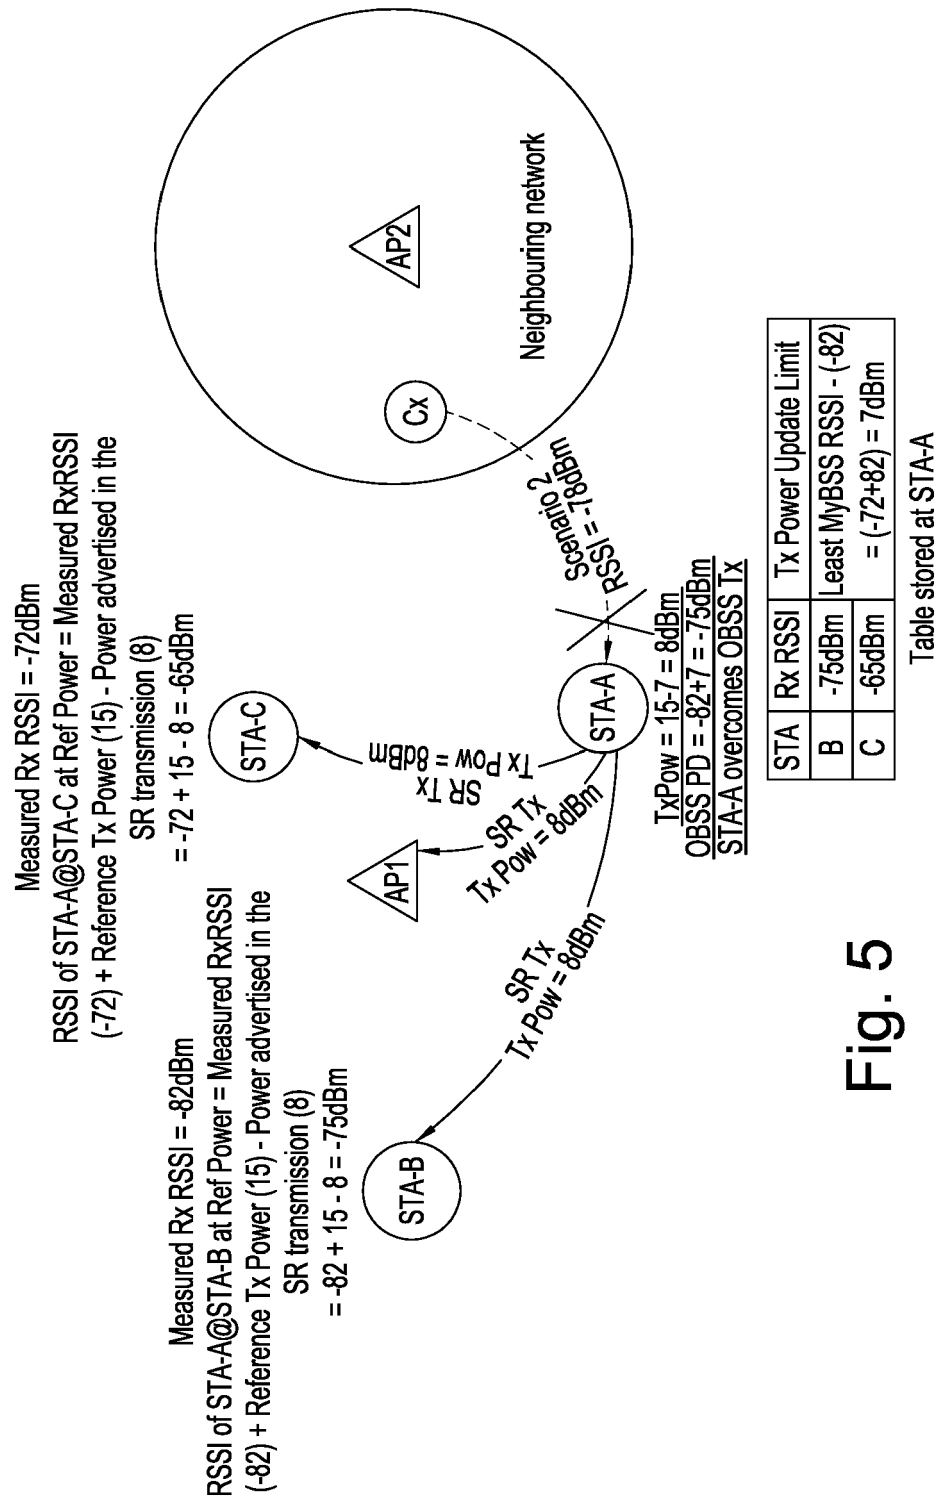 Measured Rx RSSI = -72dBm
RSSI of STA-A@STA-C at Ref Power = Measured RxRSSI
(-72) + Reference Tx Power (15) - Power advertised in the
SR transmission (8)
= -72 + 15 - 8 = -65dBm
Measured Rx RSSI = -82dBm
RSSI of STA-A@STA-B at Ref Power = Measured RxRSSI
(-82) + Reference Tx Power (15) - Power advertised in the
SR transmission (8)
= -82 + 15 - 8 = -75dBm
STA-B
SR Tx
Tx Pow = 8dBm
AP1
SR Tx
Tx Pow = 8dBm
STA-C
SR Tx
Tx Pow = 8dBm
STA-A
Scenario 2
RSSI = -78dBm
Cx
AP2
Neighbouring network
TxPow = 15-7 = 8dBm
OBSS PD = -82+7 = -75dBm
STA-A overcomes OBSS Tx
STA Rx RSSI Tx Power Update Limit
B -75dBm Least MyBSS RSSI - (-82)
C -65dBm = (-72+82) = 7dBm
Table stored at STA-A
Fig. 5